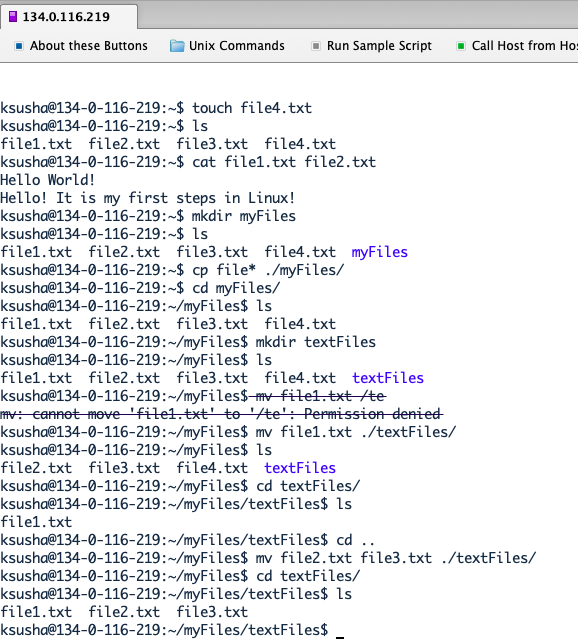 134.0.116.219
About these Buttons Unix Commands Run Sample Script Call Host from Hos
ksusha@134-0-116-219:~$ touch file4.txt
ksusha@134-0-116-219:~$ ls
file1.txt  file2.txt  file3.txt  file4.txt
ksusha@134-0-116-219:~$ cat file1.txt file2.txt
Hello World!
Hello! It is my first steps in Linux!
ksusha@134-0-116-219:~$ mkdir myFiles
ksusha@134-0-116-219:~$ ls
file1.txt  file2.txt  file3.txt  file4.txt  myFiles
ksusha@134-0-116-219:~$ cp file* ./myFiles/
ksusha@134-0-116-219:~$ cd myFiles/
ksusha@134-0-116-219:~/myFiles$ ls
file1.txt  file2.txt  file3.txt  file4.txt
ksusha@134-0-116-219:~/myFiles$ mkdir textFiles
ksusha@134-0-116-219:~/myFiles$ ls
file1.txt  file2.txt  file3.txt  file4.txt  textFiles
ksusha@134-0-116-219:~/myFiles$ mv file1.txt /te
mv: cannot move 'file1.txt' to '/te': Permission denied
ksusha@134-0-116-219:~/myFiles$ mv file1.txt ./textFiles/
ksusha@134-0-116-219:~/myFiles$ ls
file2.txt  file3.txt  file4.txt  textFiles
ksusha@134-0-116-219:~/myFiles$ cd textFiles/
ksusha@134-0-116-219:~/myFiles/textFiles$ ls
file1.txt
ksusha@134-0-116-219:~/myFiles/textFiles$ cd ..
ksusha@134-0-116-219:~/myFiles$ mv file2.txt file3.txt ./textFiles/
ksusha@134-0-116-219:~/myFiles$ cd textFiles/
ksusha@134-0-116-219:~/myFiles/textFiles$ ls
file1.txt  file2.txt  file3.txt
ksusha@134-0-116-219:~/myFiles/textFiles$ _